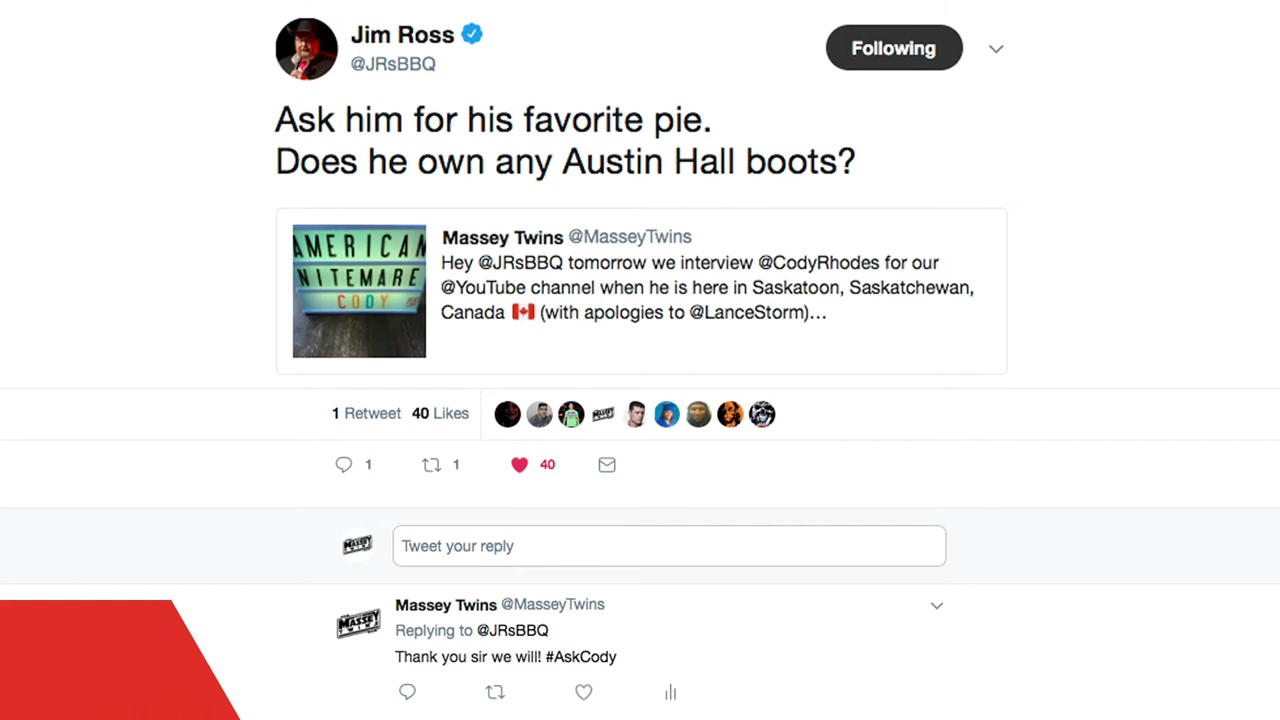 Jim Ross
@JRsBBQ
Following
Ask him for his favorite pie.
Does he own any Austin Hall boots?
AMERICAN
NITEMARE
CODY
Massey Twins @MasseyTwins
Hey @JRsBBQ tomorrow we interview @CodyRhodes for our
@YouTube channel when he is here in Saskatoon, Saskatchewan,
Canada 🇨🇦 (with apologies to @LanceStorm)...
1 Retweet 40 Likes
1 1 40
MASSEY
Tweet your reply
MASSEY
TWINS
Massey Twins @MasseyTwins
Replying to @JRsBBQ
Thank you sir we will! #AskCody